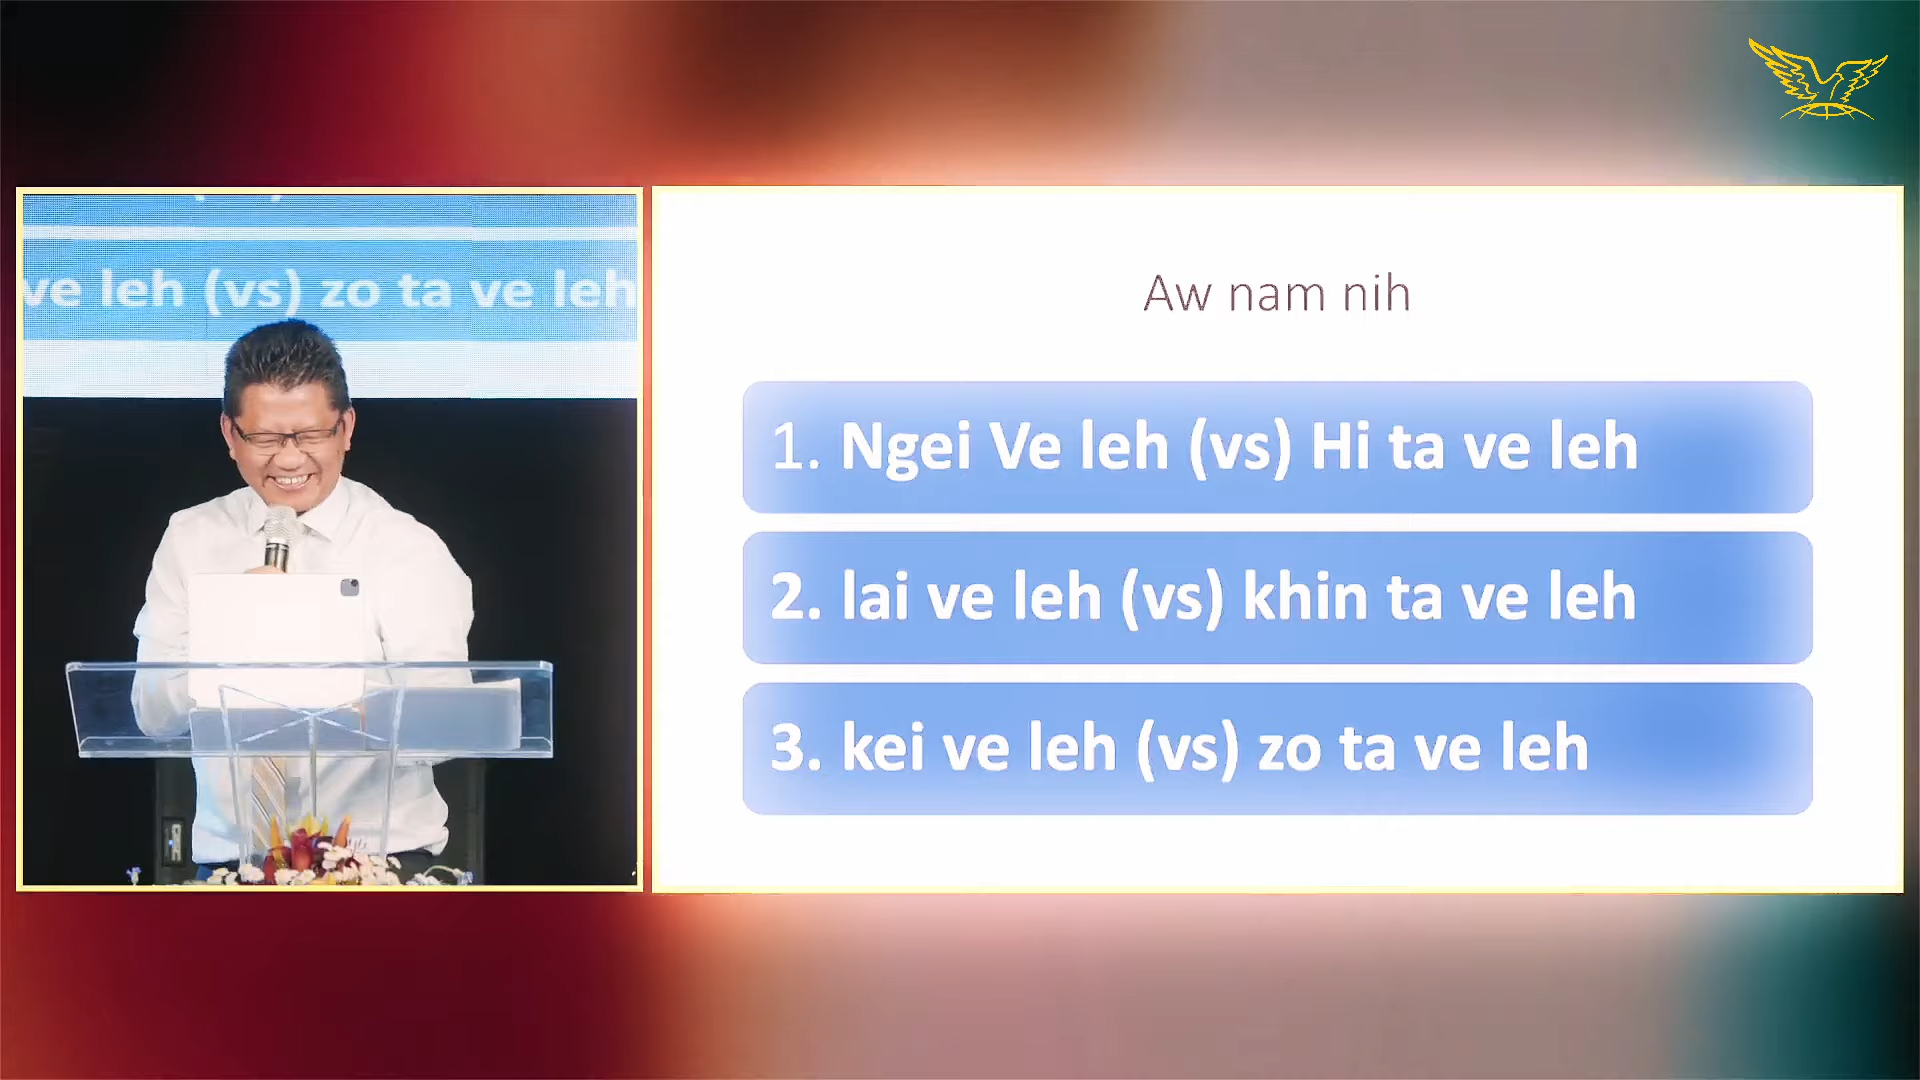 ve leh (vs) zo ta ve leh
Aw nam nih
1. Ngei Ve leh (vs) Hi ta ve leh
2. lai ve leh (vs) khin ta ve leh
3. kei ve leh (vs) zo ta ve leh